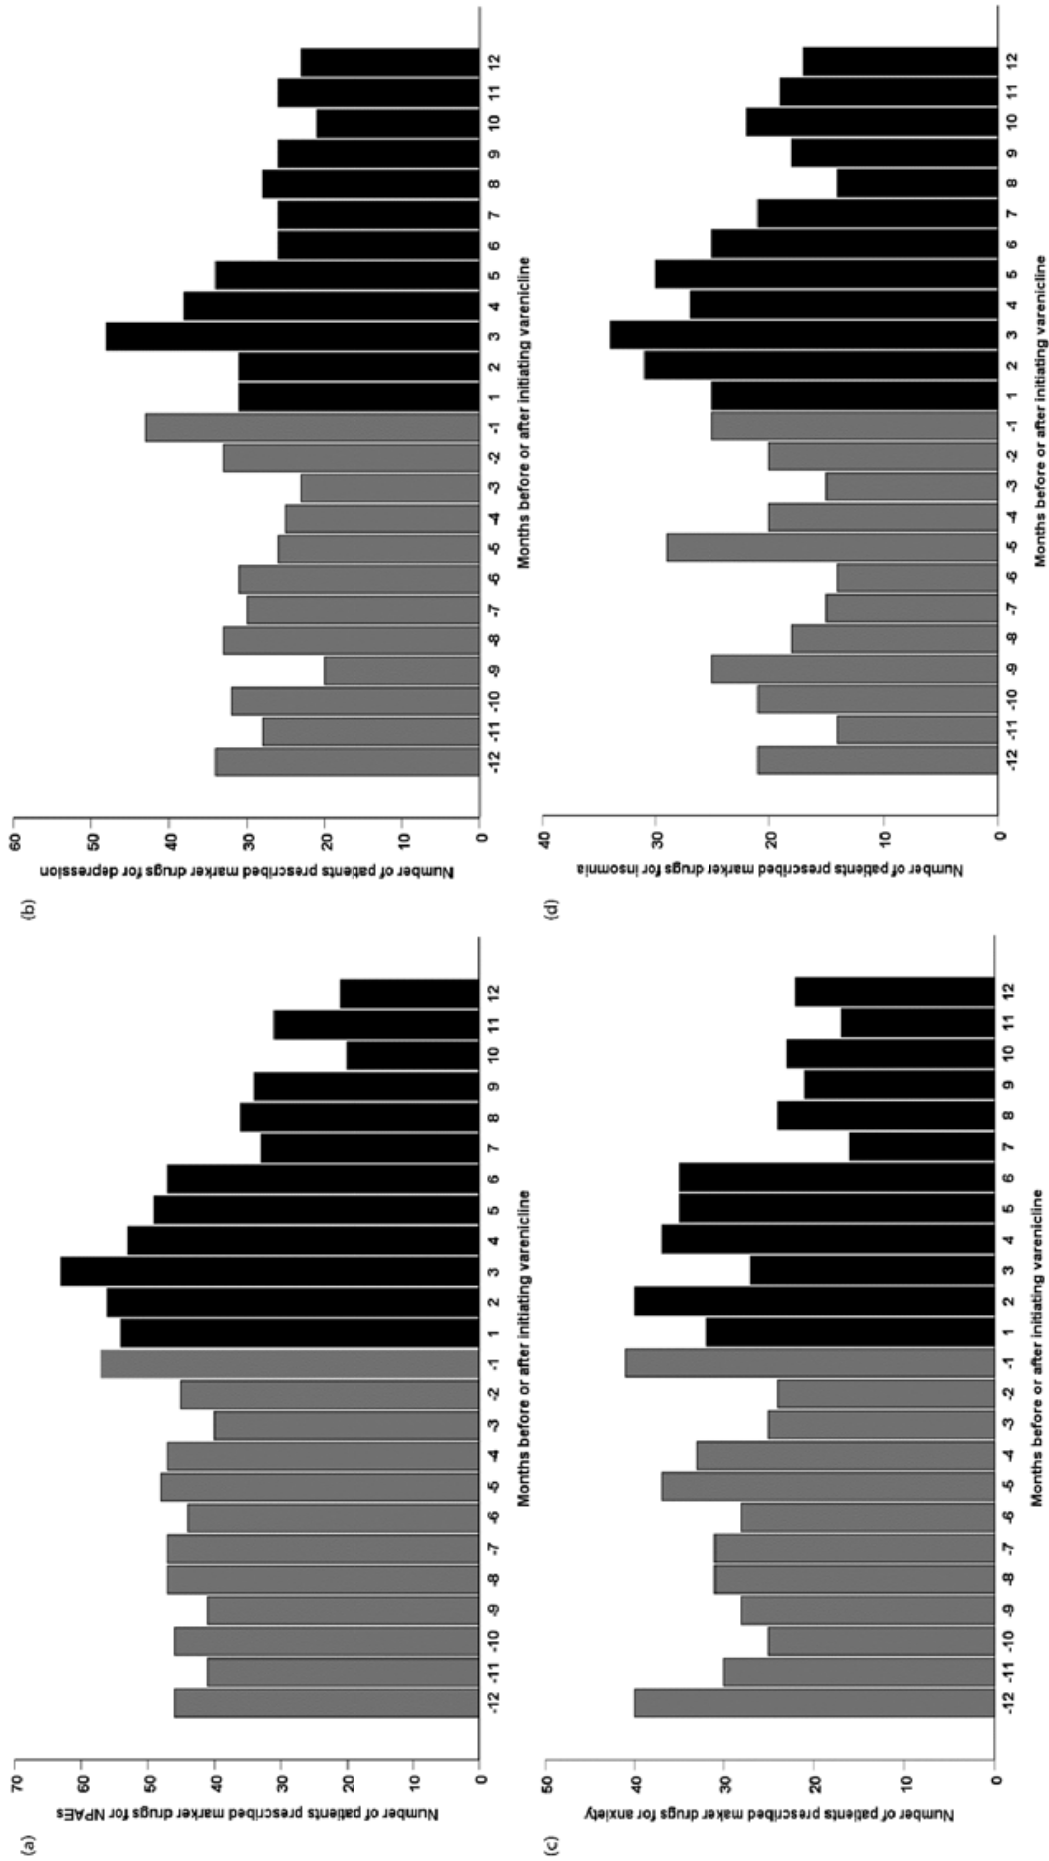 (a)
Number of patients prescribed marker drugs for NPAEs
70
60
50
40
30
20
10
0
-12 -11 -10 -9 -8 -7 -6 -5 -4 -3 -2 -1 1 2 3 4 5 6 7 8 9 10 11 12
Months before or after initiating varenicline
(b)
Number of patients prescribed marker drugs for depression
60
50
40
30
20
10
0
-12 -11 -10 -9 -8 -7 -6 -5 -4 -3 -2 -1 1 2 3 4 5 6 7 8 9 10 11 12
Months before or after initiating varenicline
(c)
Number of patients prescribed maker drugs for anxiety
50
40
30
20
10
0
-12 -11 -10 -9 -8 -7 -6 -5 -4 -3 -2 -1 1 2 3 4 5 6 7 8 9 10 11 12
Months before or after initiating varenicline
(d)
Number of patients prescribed marker drugs for insomnia
40
30
20
10
0
-12 -11 -10 -9 -8 -7 -6 -5 -4 -3 -2 -1 1 2 3 4 5 6 7 8 9 10 11 12
Months before or after initiating varenicline